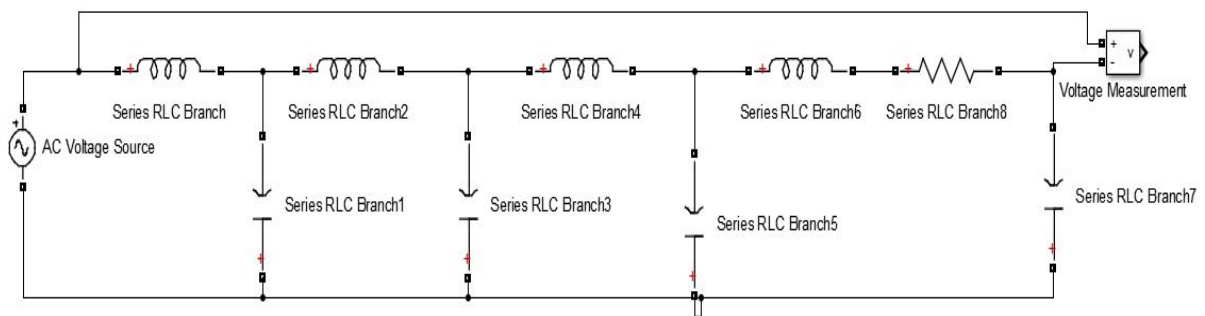 +
-
v
Voltage Measurement
+
+
+
+
+
Series RLC Branch
Series RLC Branch2
Series RLC Branch4
Series RLC Branch6
Series RLC Branch8
+
AC Voltage Source
Series RLC Branch1
Series RLC Branch3
Series RLC Branch5
Series RLC Branch7
+
+
+
+